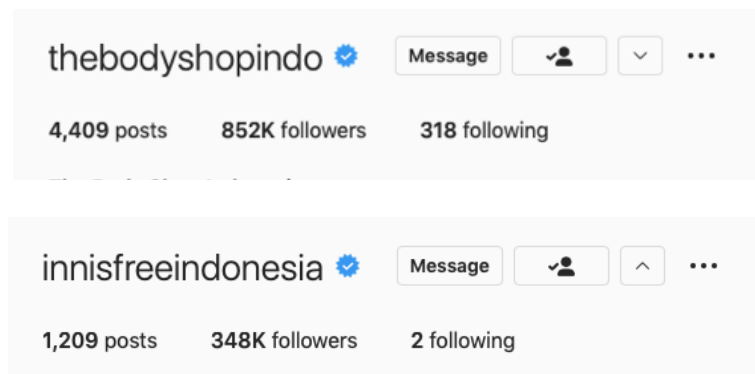 thebodyshopindo Message
4,409 posts 852K followers 318 following
innisfreeindonesia Message
1,209 posts 348K followers 2 following